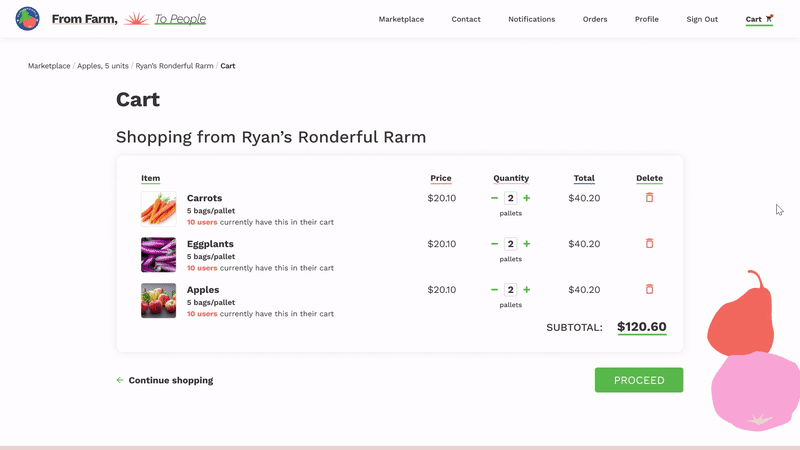 From Farm, To People
Marketplace Contact Notifications Orders Profile Sign Out Cart
Marketplace / Apples, 5 units / Ryan's Ronderful Rarm / Cart
Cart
Shopping from Ryan's Ronderful Rarm
Item Price Quantity Total Delete
Carrots $20.10 − 2 + $40.20
5 bags/pallet
pallets
10 users currently have this in their cart
Eggplants $20.10 − 2 + $40.20
5 bags/pallet
pallets
10 users currently have this in their cart
Apples $20.10 − 2 + $40.20
5 bags/pallet
pallets
10 users currently have this in their cart
SUBTOTAL: $120.60
← Continue shopping
PROCEED